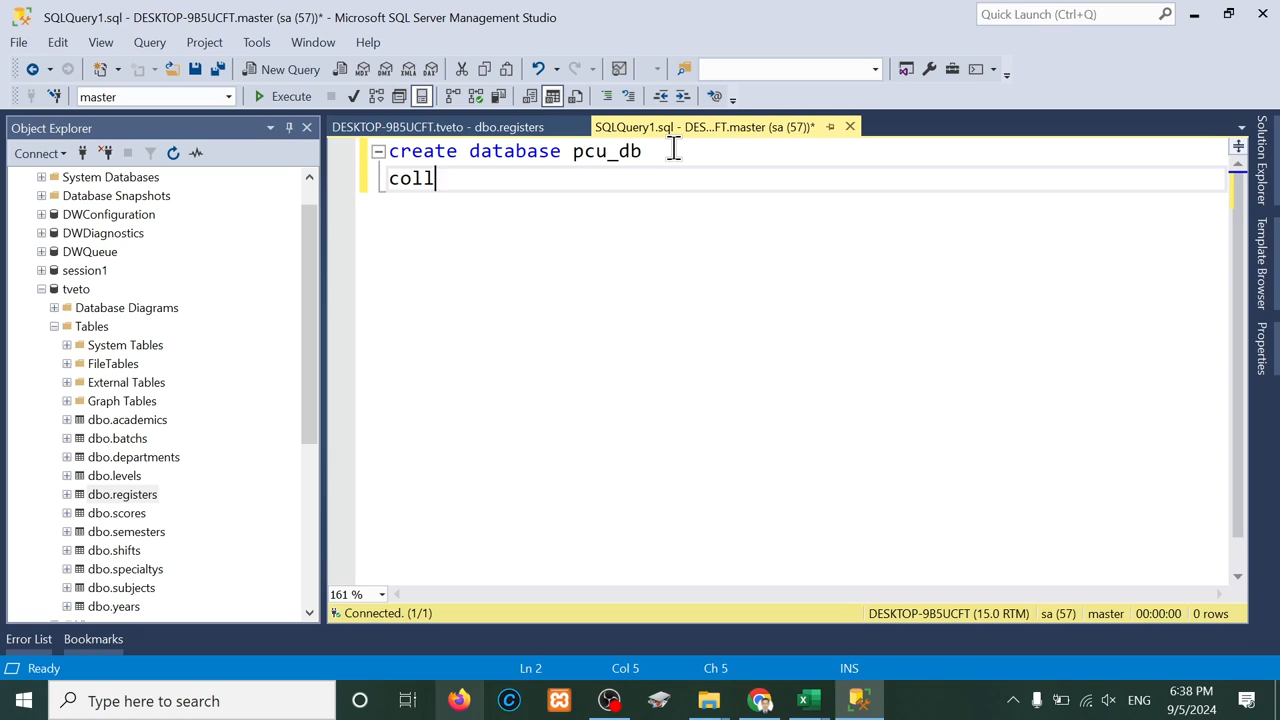 SQLQuery1.sql - DESKTOP-9B5UCFT.master (sa (57))* - Microsoft SQL Server Management Studio
Quick Launch (Ctrl+Q)
File Edit View Query Project Tools Window Help
New Query
MDX DMX XMLA DAX
master
Execute
Object Explorer
Connect
System Databases
Database Snapshots
DWConfiguration
DWDiagnostics
DWQueue
session1
tveto
Database Diagrams
Tables
System Tables
FileTables
External Tables
Graph Tables
dbo.academics
dbo.batchs
dbo.departments
dbo.levels
dbo.registers
dbo.scores
dbo.semesters
dbo.shifts
dbo.specialtys
dbo.subjects
dbo.years
DESKTOP-9B5UCFT.tveto - dbo.registers
SQLQuery1.sql - DES...FT.master (sa (57))*
create database pcu_db
coll
161 %
Connected. (1/1)
DESKTOP-9B5UCFT (15.0 RTM) sa (57) master 00:00:00 0 rows
Solution Explorer
Template Browser
Properties
Error List Bookmarks
Ready
Ln 2 Col 5 Ch 5 INS
Type here to search
ENG
6:38 PM
9/5/2024